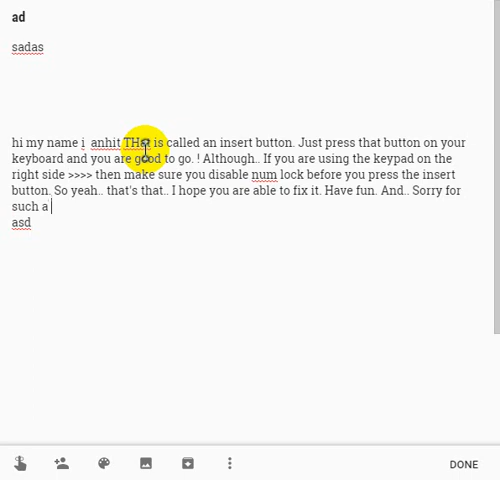 ad
sadas
hi my name i  anhit THat is called an insert button. Just press that button on your
keyboard and you are good to go. ! Although.. If you are using the keypad on the
right side >>>> then make sure you disable num lock before you press the insert
button. So yeah.. that's that.. I hope you are able to fix it. Have fun. And.. Sorry for
such a
asd
DONE